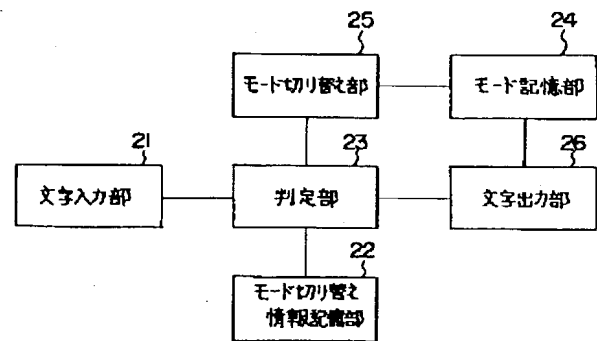 25
24
モード切り替え部
モード記憶部
21
23
26
文字入力部
判定部
文字出力部
22
モード切り替え
情報記憶部